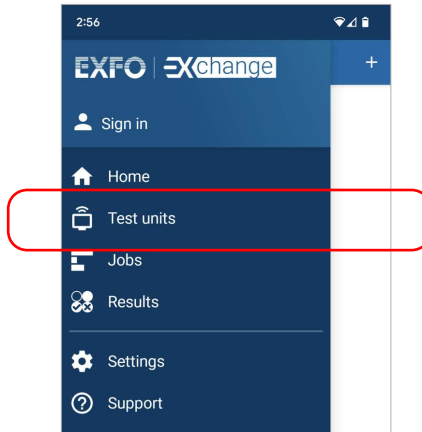 2:56
EXFO | EXchange
+
Sign in
Home
Test units
Jobs
Results
Settings
Support